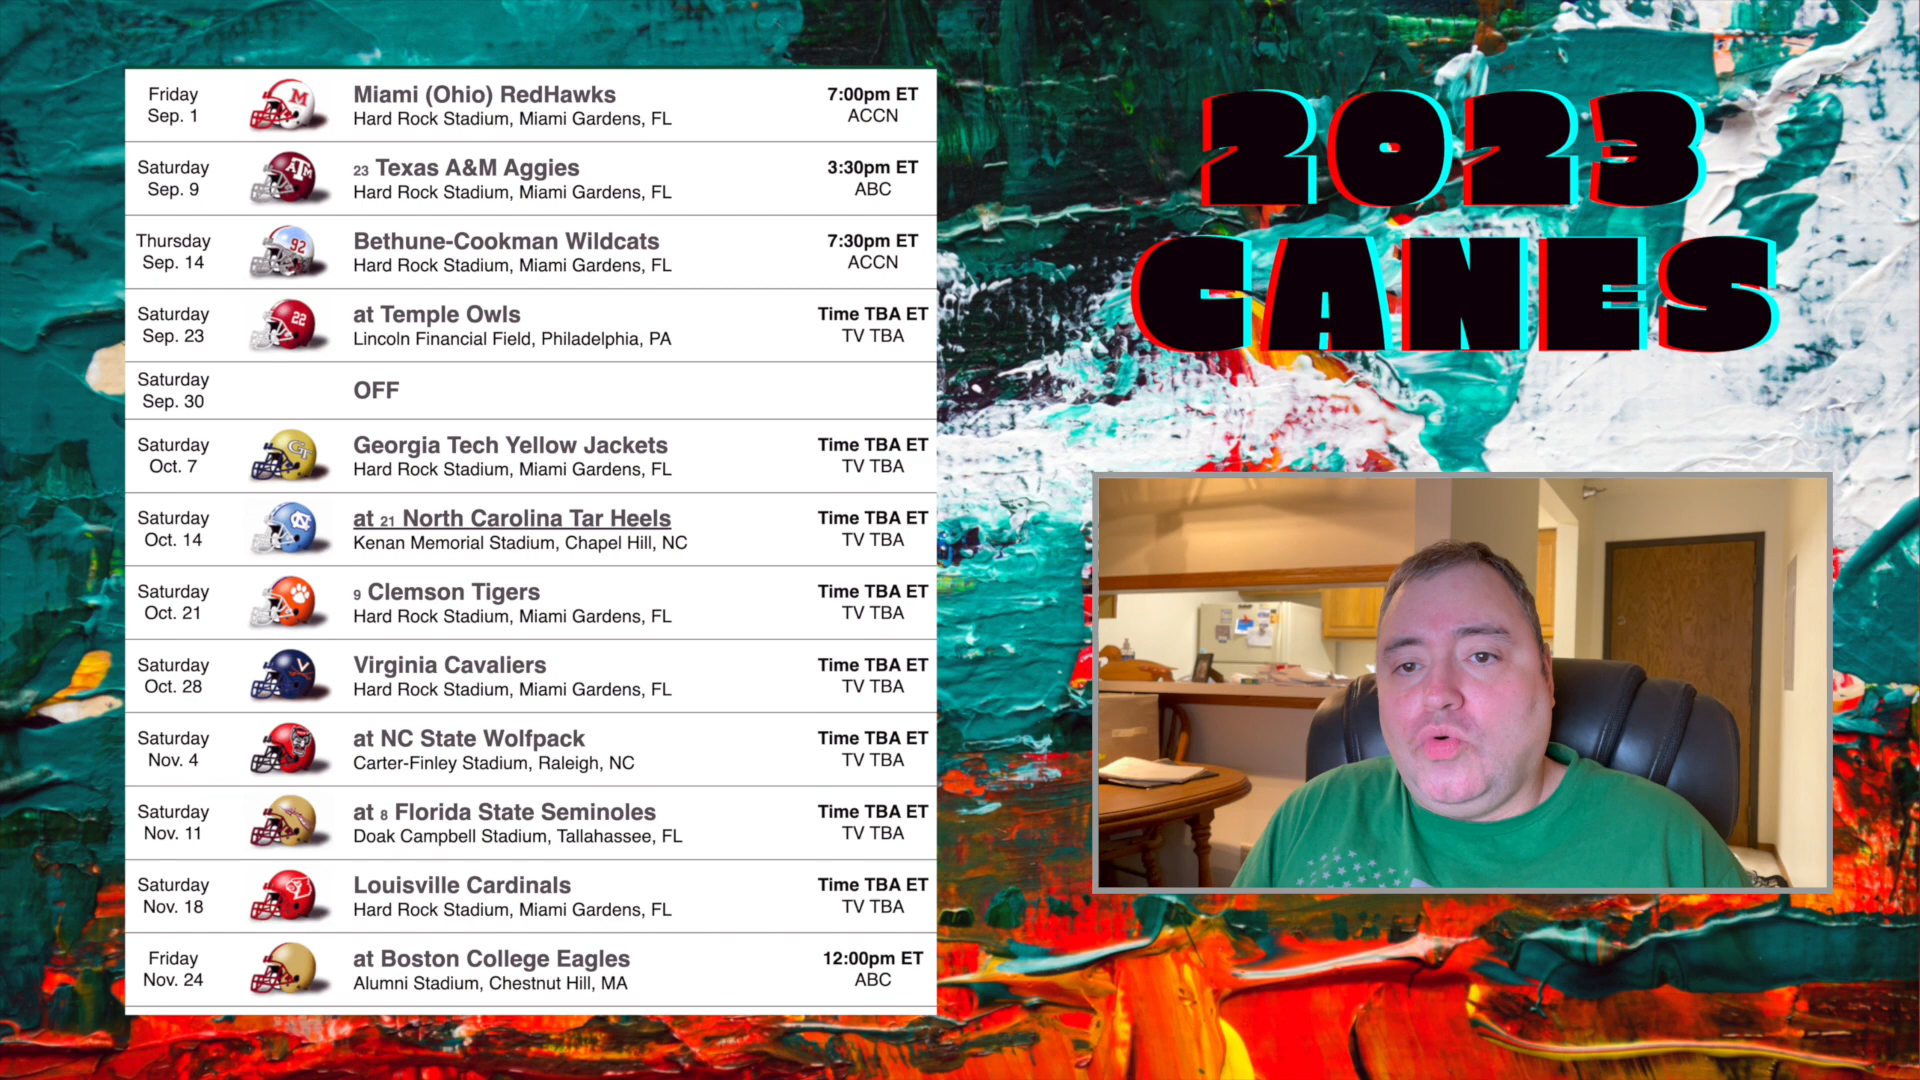 Friday
Sep. 1
M
Miami (Ohio) RedHawks
Hard Rock Stadium, Miami Gardens, FL
7:00pm ET
ACCN
Saturday
Sep. 9
ATM
23 Texas A&M Aggies
Hard Rock Stadium, Miami Gardens, FL
3:30pm ET
ABC
Thursday
Sep. 14
92
Bethune-Cookman Wildcats
Hard Rock Stadium, Miami Gardens, FL
7:30pm ET
ACCN
Saturday
Sep. 23
22
at Temple Owls
Lincoln Financial Field, Philadelphia, PA
Time TBA ET
TV TBA
Saturday
Sep. 30
OFF
Saturday
Oct. 7
GT
Georgia Tech Yellow Jackets
Hard Rock Stadium, Miami Gardens, FL
Time TBA ET
TV TBA
Saturday
Oct. 14
NC
at 21 North Carolina Tar Heels
Kenan Memorial Stadium, Chapel Hill, NC
Time TBA ET
TV TBA
Saturday
Oct. 21
9 Clemson Tigers
Hard Rock Stadium, Miami Gardens, FL
Time TBA ET
TV TBA
Saturday
Oct. 28
V
Virginia Cavaliers
Hard Rock Stadium, Miami Gardens, FL
Time TBA ET
TV TBA
Saturday
Nov. 4
at NC State Wolfpack
Carter-Finley Stadium, Raleigh, NC
Time TBA ET
TV TBA
Saturday
Nov. 11
at 8 Florida State Seminoles
Doak Campbell Stadium, Tallahassee, FL
Time TBA ET
TV TBA
Saturday
Nov. 18
Louisville Cardinals
Hard Rock Stadium, Miami Gardens, FL
Time TBA ET
TV TBA
Friday
Nov. 24
at Boston College Eagles
Alumni Stadium, Chestnut Hill, MA
12:00pm ET
ABC
2023
CANES